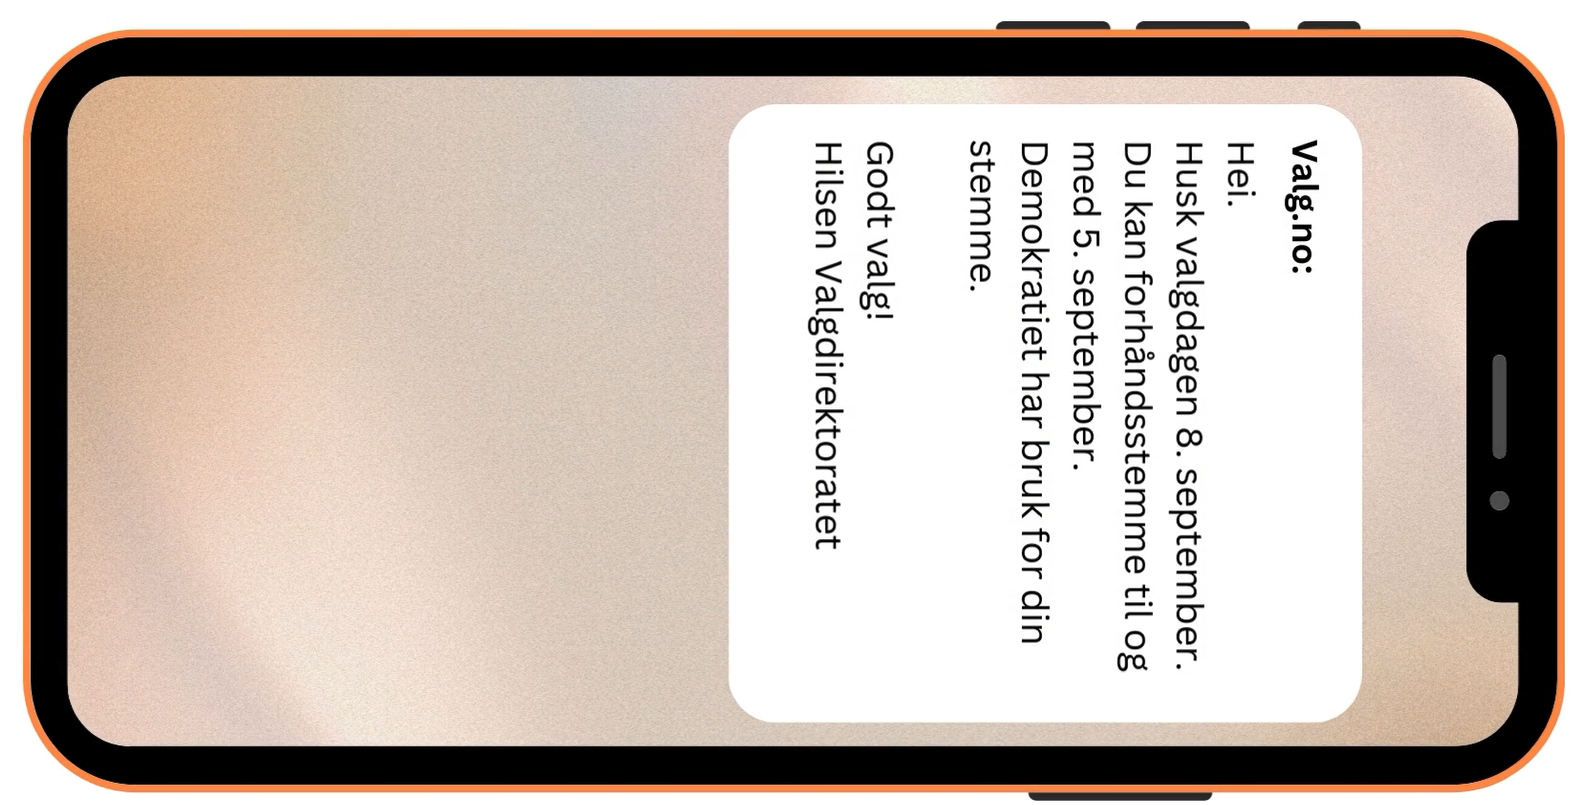 Valg.no:
Hei.
Husk valgdagen 8. september.
Du kan forhåndsstemme til og
med 5. september.
Demokratiet har bruk for din
stemme.
Godt valg!
Hilsen Valgdirektoratet